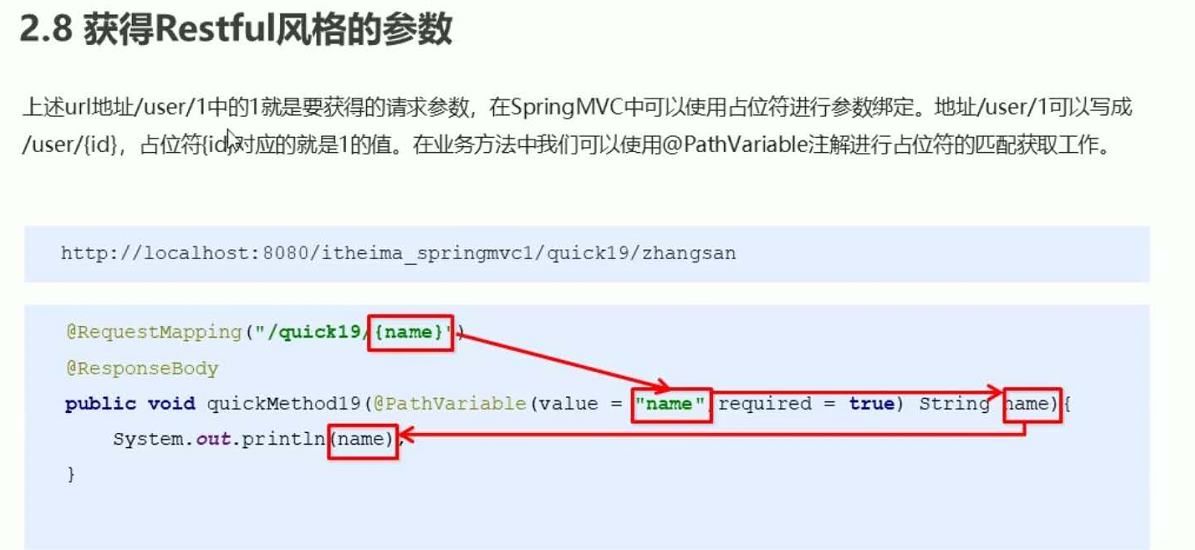 2.8 获得Restful风格的参数
上述url地址/user/1中的1就是要获得的请求参数，在SpringMVC中可以使用占位符进行参数绑定。地址/user/1可以写成
/user/{id}，占位符{id}对应的就是1的值。在业务方法中我们可以使用@PathVariable注解进行占位符的匹配获取工作。
http://localhost:8080/itheima_springmvc1/quick19/zhangsan
@RequestMapping("/quick19/{name}")
@ResponseBody
public void quickMethod19(@PathVariable(value = "name",required = true) String name){
System.out.println(name);
}